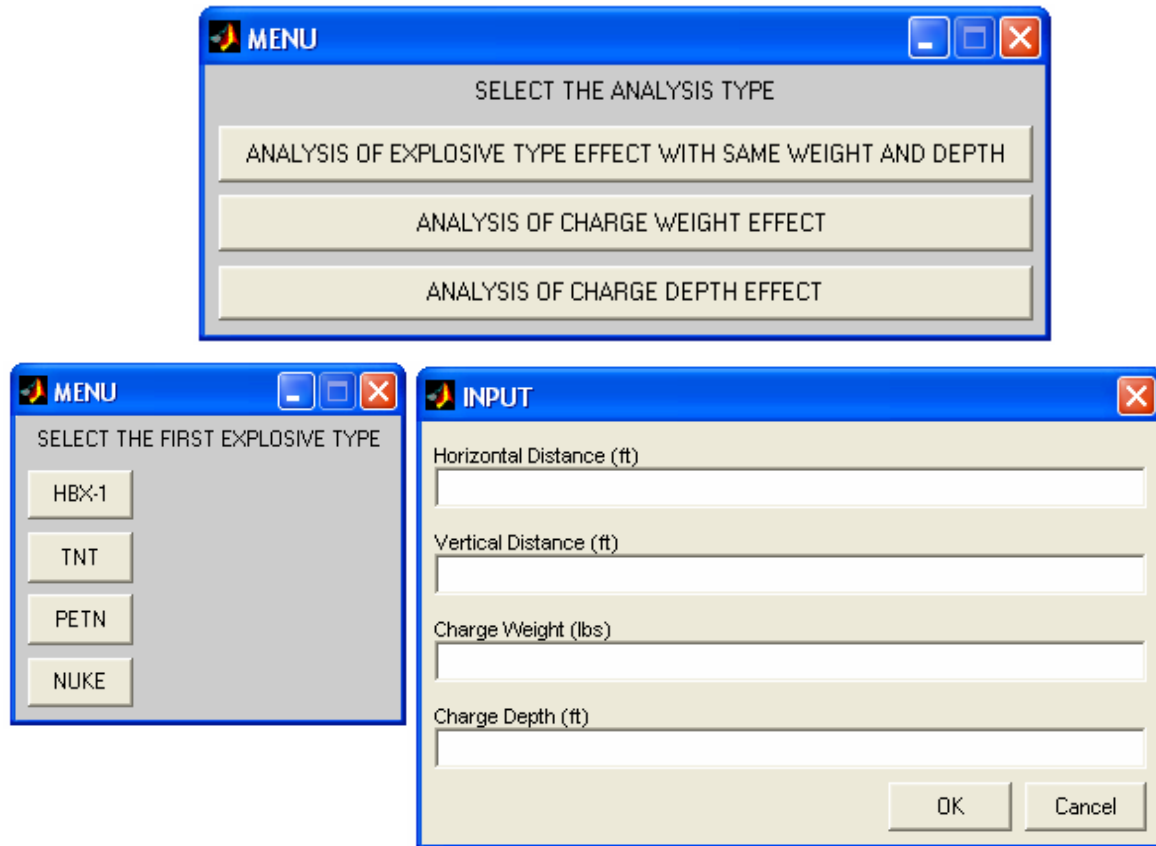 MENU
SELECT THE ANALYSIS TYPE
ANALYSIS OF EXPLOSIVE TYPE EFFECT WITH SAME WEIGHT AND DEPTH
ANALYSIS OF CHARGE WEIGHT EFFECT
ANALYSIS OF CHARGE DEPTH EFFECT
MENU
SELECT THE FIRST EXPLOSIVE TYPE
HBX-1
TNT
PETN
NUKE
INPUT
Horizontal Distance (ft)
Vertical Distance (ft)
Charge Weight (lbs)
Charge Depth (ft)
OK Cancel